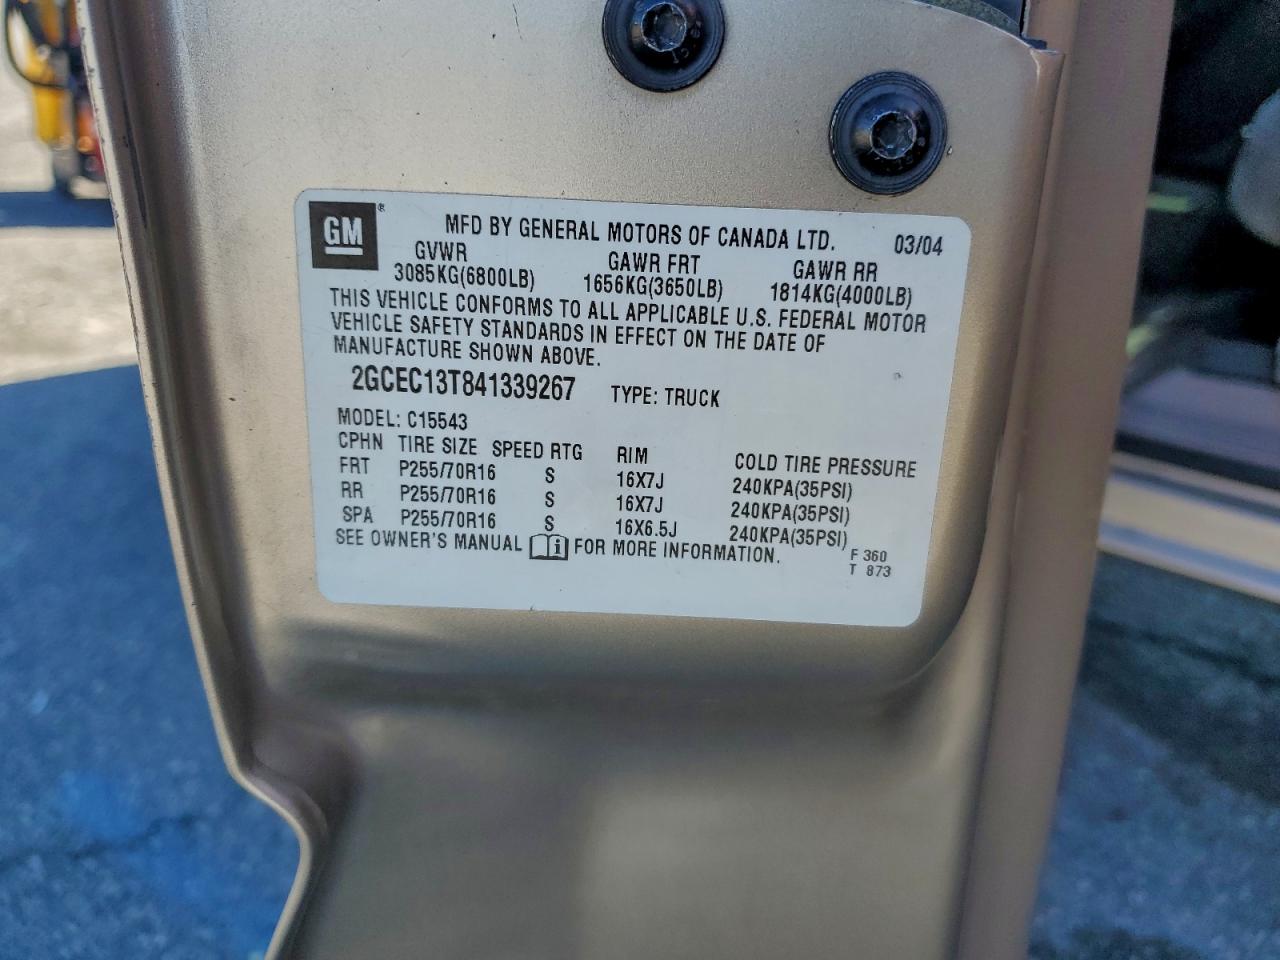 GM ® MFD BY GENERAL MOTORS OF CANADA LTD. 03/04
GVWR GAWR FRT GAWR RR
3085KG(6800LB) 1656KG(3650LB) 1814KG(4000LB)
THIS VEHICLE CONFORMS TO ALL APPLICABLE U.S. FEDERAL MOTOR
VEHICLE SAFETY STANDARDS IN EFFECT ON THE DATE OF
MANUFACTURE SHOWN ABOVE.
2GCEC13T841339267 TYPE: TRUCK
MODEL: C15543
CPHN TIRE SIZE SPEED RTG RIM COLD TIRE PRESSURE
FRT P255/70R16 S 16X7J 240KPA(35PSI)
RR P255/70R16 S 16X7J 240KPA(35PSI)
SPA P255/70R16 S 16X6.5J 240KPA(35PSI)
SEE OWNER'S MANUAL i FOR MORE INFORMATION.
F 360
T 873